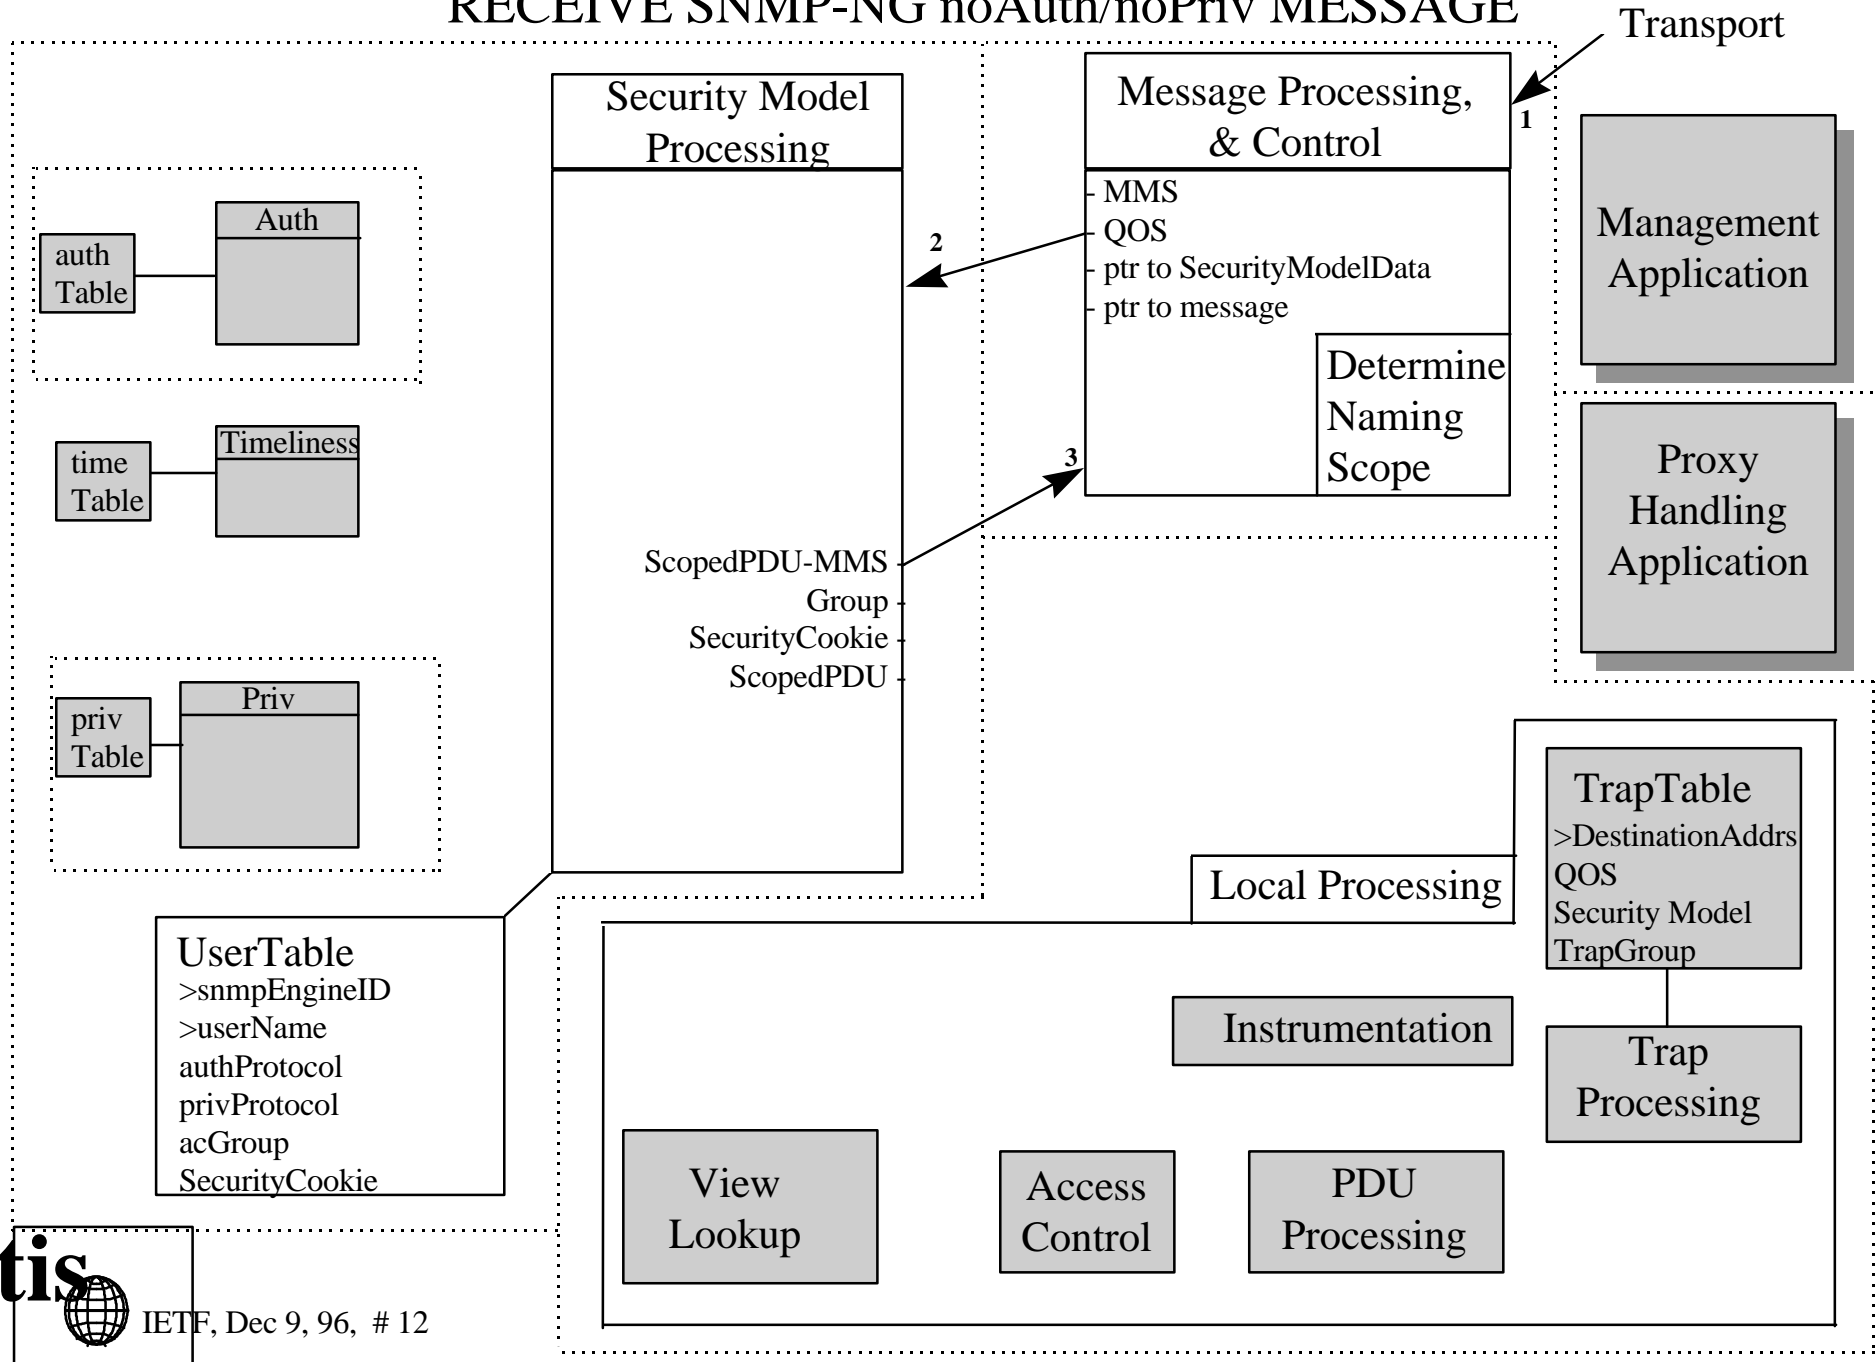 RECEIVE SNMP-NG noAuth/noPriv MESSAGE
Transport
Security Model
Processing
Message Processing,
& Control
1
- MMS
- QOS
- ptr to SecurityModelData
- ptr to message
2
Determine
Naming
Scope
3
Management
Application
Proxy
Handling
Application
Auth
auth
Table
Timeliness
time
Table
Priv
priv
Table
ScopedPDU-MMS -
Group -
SecurityCookie -
ScopedPDU -
UserTable
>snmpEngineID
>userName
authProtocol
privProtocol
acGroup
SecurityCookie
Local Processing
TrapTable
>DestinationAddrs
QOS
Security Model
TrapGroup
Instrumentation
Trap
Processing
View
Lookup
Access
Control
PDU
Processing
tis
IETF, Dec 9, 96, # 12